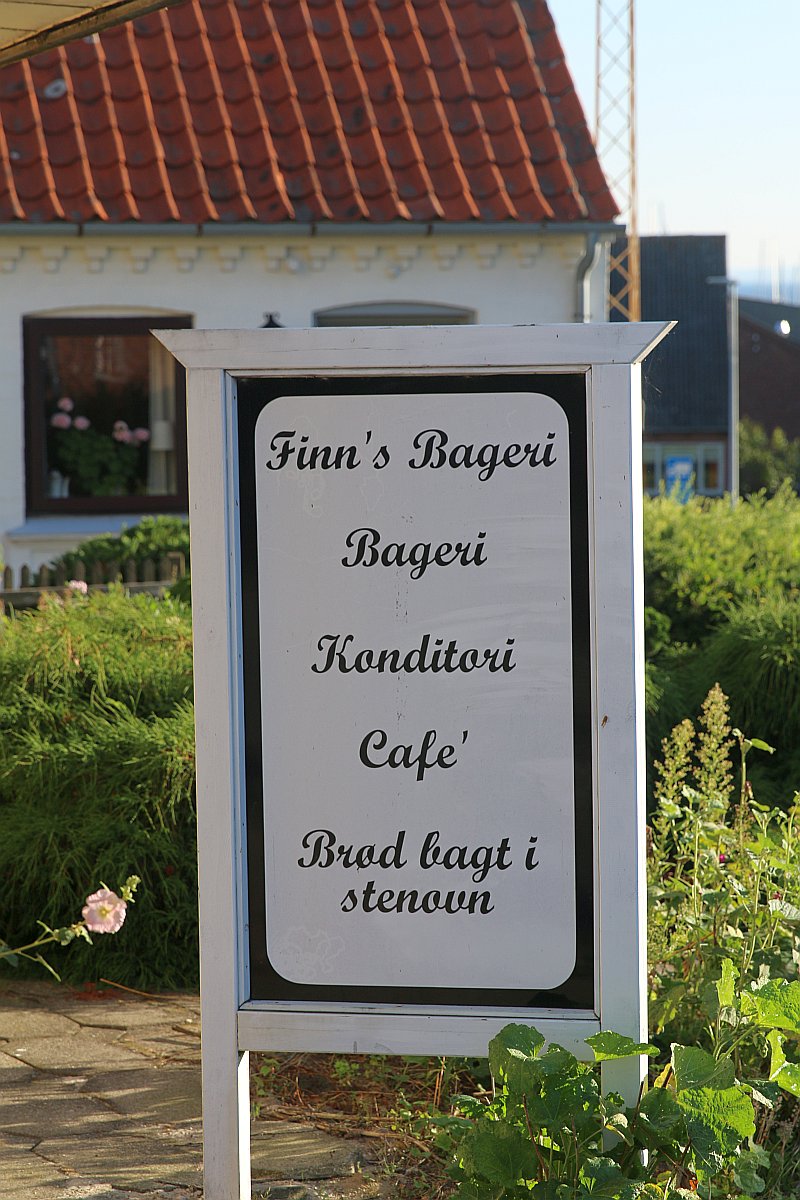 Finn's Bageri
Bageri
Konditori
Cafe'
Brød bagt i
stenovn